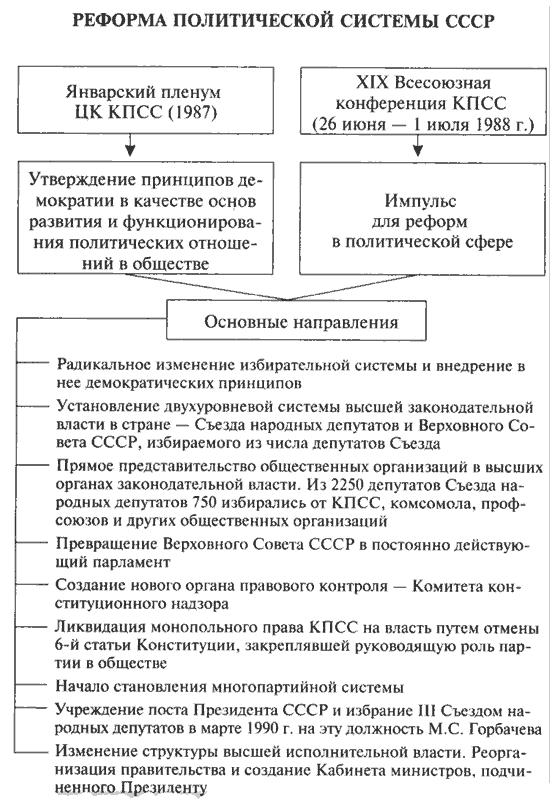 РЕФОРМА ПОЛИТИЧЕСКОЙ СИСТЕМЫ СССР
Январский пленум
ЦК КПСС (1987)
XIX Всесоюзная
конференция КПСС
(26 июня — 1 июля 1988 г.)
Утверждение принципов де-
мократии в качестве основ
развития и функционирова-
ния политических отноше-
ний в обществе
Импульс
для реформ
в политической сфере
Основные направления
Радикальное изменение избирательной системы и внедрение в
нее демократических принципов
Установление двухуровневой системы высшей законодательной
власти в стране — Съезда народных депутатов и Верховного Со-
вета СССР, избираемого из числа депутатов Съезда
Прямое представительство общественных организаций в высших
органах законодательной власти. Из 2250 депутатов Съезда на-
родных депутатов 750 избирались от КПСС, комсомола, проф-
союзов и других общественных организаций
Превращение Верховного Совета СССР в постоянно действую-
щий парламент
Создание нового органа правового контроля — Комитета кон-
ституционного надзора
Ликвидация монопольного права КПСС на власть путем отмены
6-й статьи Конституции, закреплявшей руководящую роль пар-
тии в обществе
Начало становления многопартийной системы
Учреждение поста Президента СССР и избрание III Съездом на-
родных депутатов в марте 1990 г. на эту должность М.С. Горбачева
Изменение структуры высшей исполнительной власти. Реорга-
низация правительства и создание Кабинета министров, подчи-
ненного Президенту